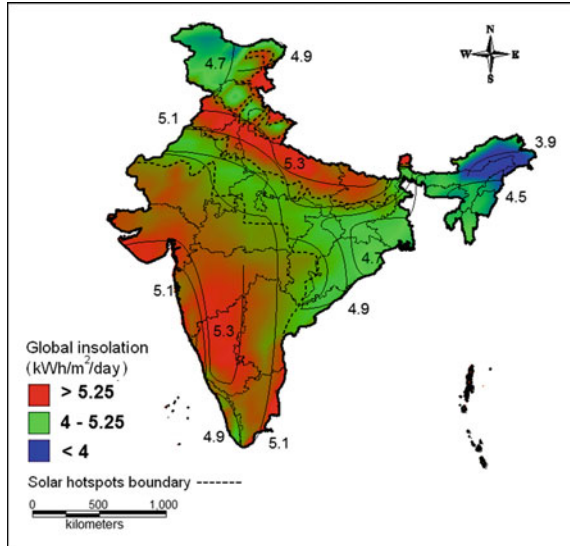 4.7
4.9
N
W E
S
5.1
5.3
3.9
4.5
4.7
4.9
5.1
5.3
4.9
5.1
Global insolation
(kWh/m²/day)
> 5.25
4 - 5.25
< 4
Solar hotspots boundary -------
0 500 1,000
kilometers